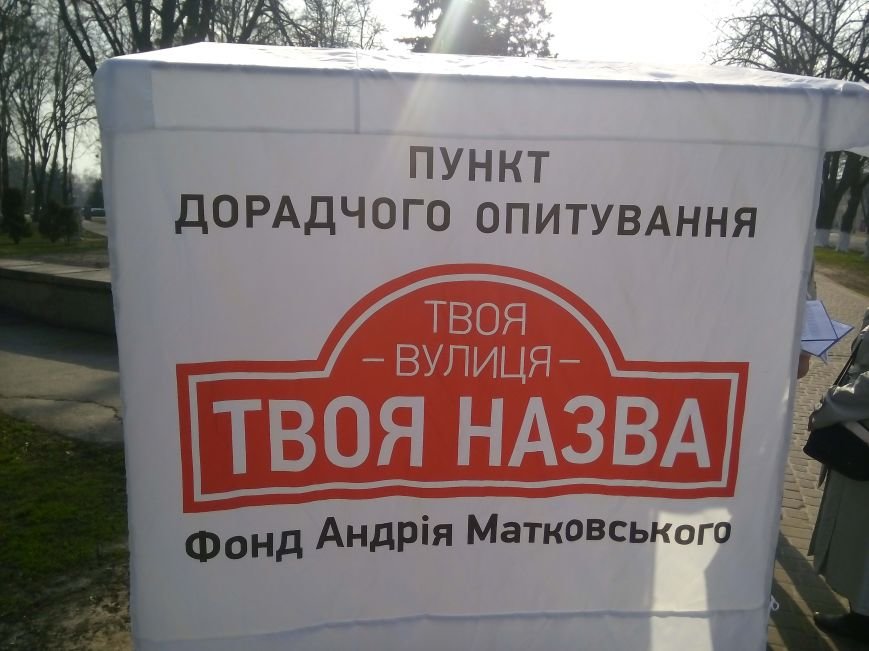 ПУНКТ
ДОРАДЧОГО ОПИТУВАННЯ
ТВОЯ
– ВУЛИЦЯ –
ТВОЯ НАЗВА
Фонд Андрія Матковського